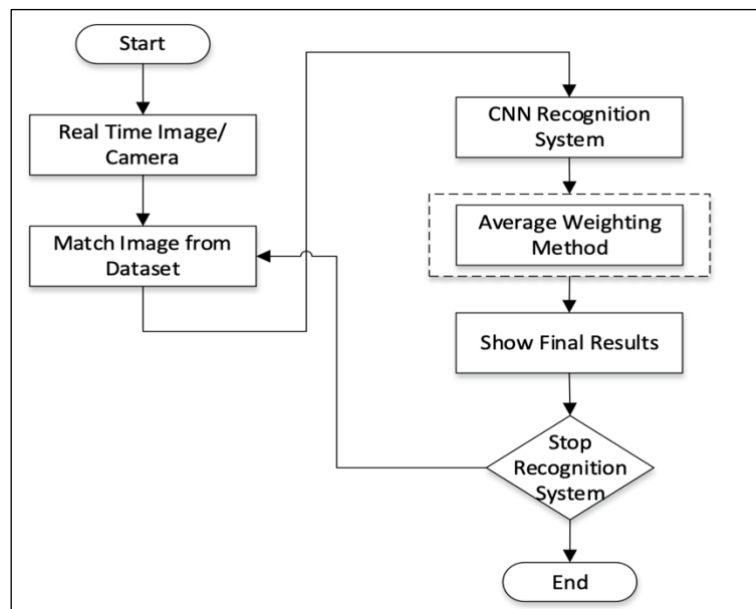 Start
Real Time Image/
Camera
Match Image from
Dataset
CNN Recognition
System
Average Weighting
Method
Show Final Results
Stop
Recognition
System
End